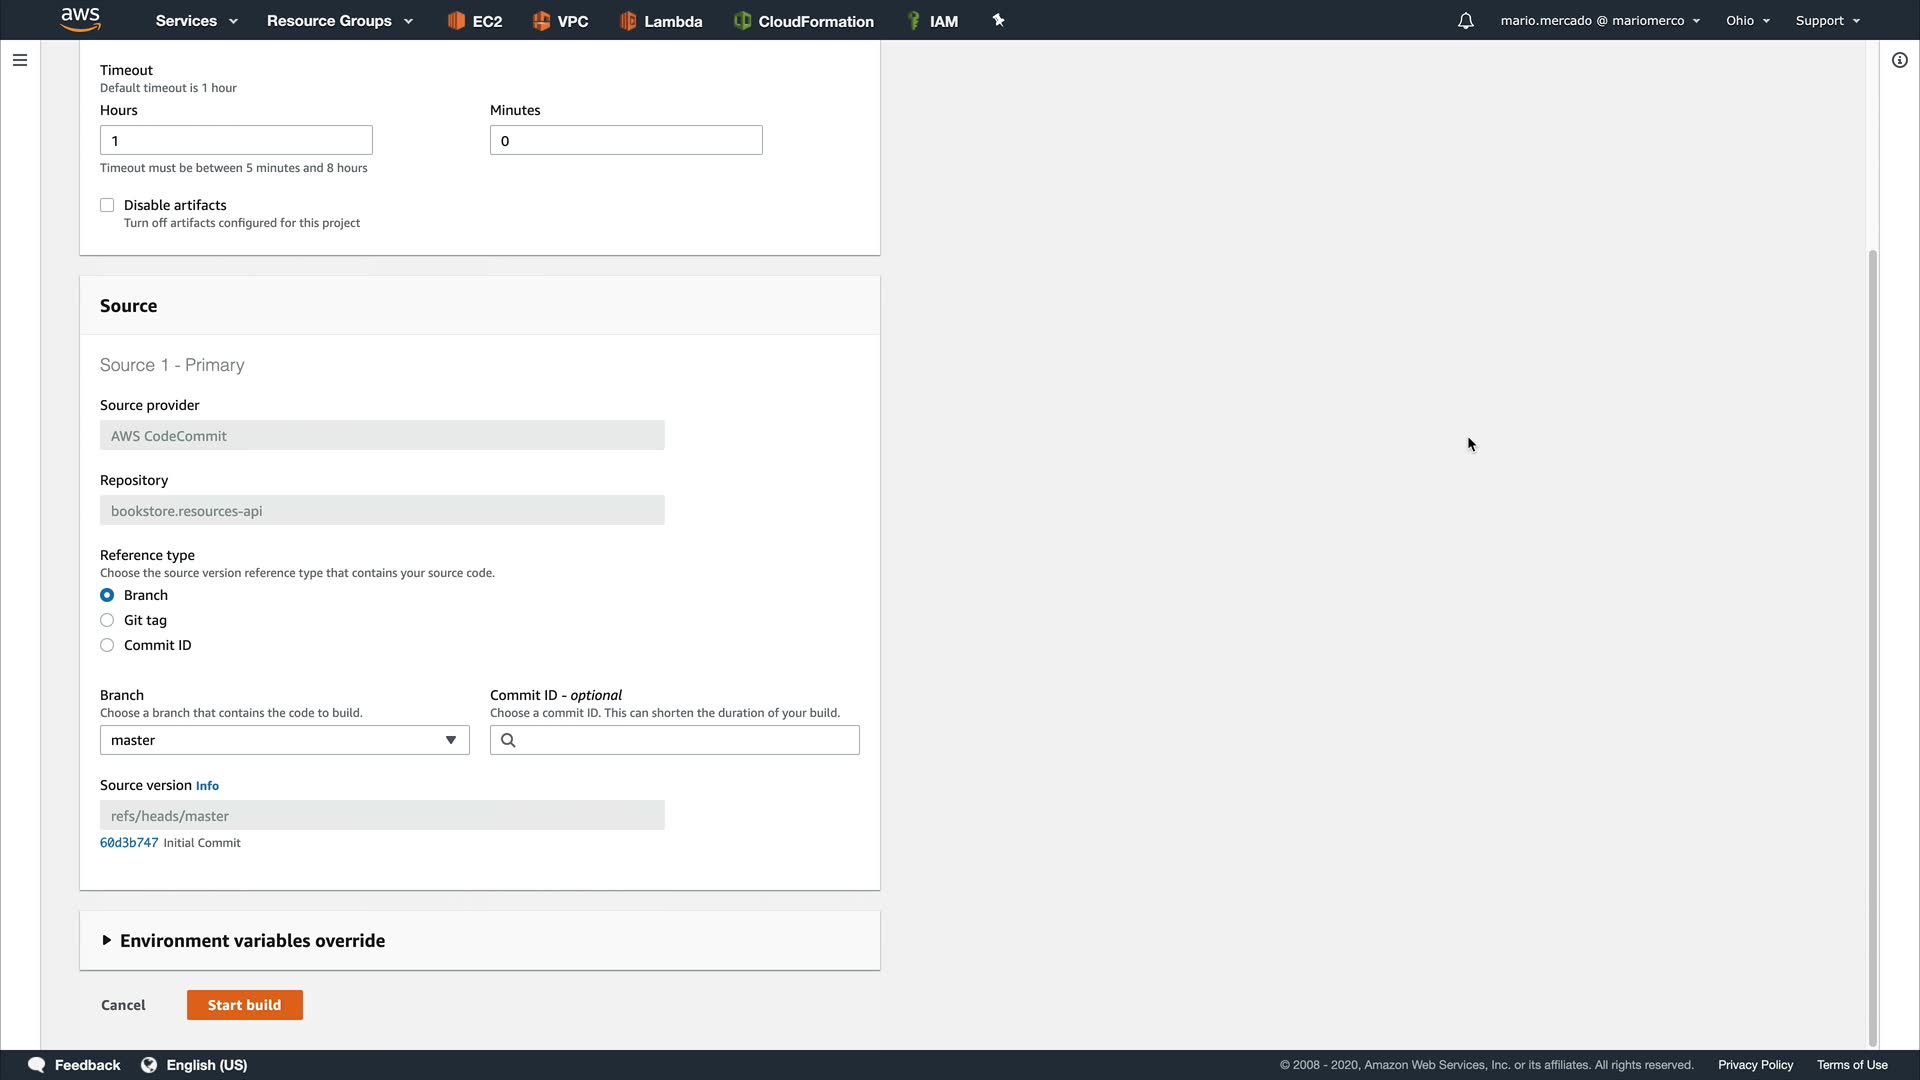 aws Services Resource Groups EC2 VPC Lambda CloudFormation IAM mario.mercado @ mariomerco Ohio Support
Timeout
Default timeout is 1 hour
Hours Minutes
1 0
Timeout must be between 5 minutes and 8 hours
Disable artifacts
Turn off artifacts configured for this project
Source
Source 1 - Primary
Source provider
AWS CodeCommit
Repository
bookstore.resources-api
Reference type
Choose the source version reference type that contains your source code.
Branch
Git tag
Commit ID
Branch Commit ID - optional
Choose a branch that contains the code to build. Choose a commit ID. This can shorten the duration of your build.
master
Source version Info
refs/heads/master
60d3b747 Initial Commit
Environment variables override
Cancel Start build
Feedback English (US) © 2008 - 2020, Amazon Web Services, Inc. or its affiliates. All rights reserved. Privacy Policy Terms of Use